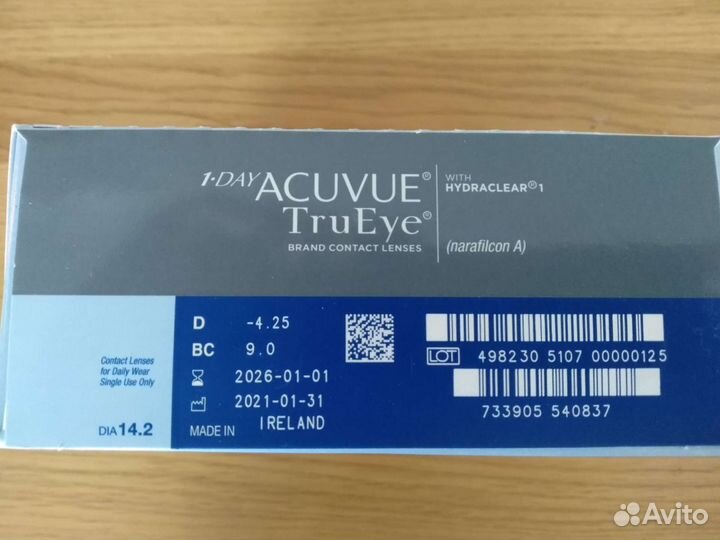 1·DAY ACUVUE®
TruEye®
BRAND CONTACT LENSES
WITH
HYDRACLEAR® 1
(narafilcon A)
Contact Lenses
for Daily Wear
Single Use Only
DIA 14.2
D -4.25
BC 9.0
2026-01-01
2021-01-31
MADE IN IRELAND
LOT 498230 5107 00000125
733905 540837
Avito